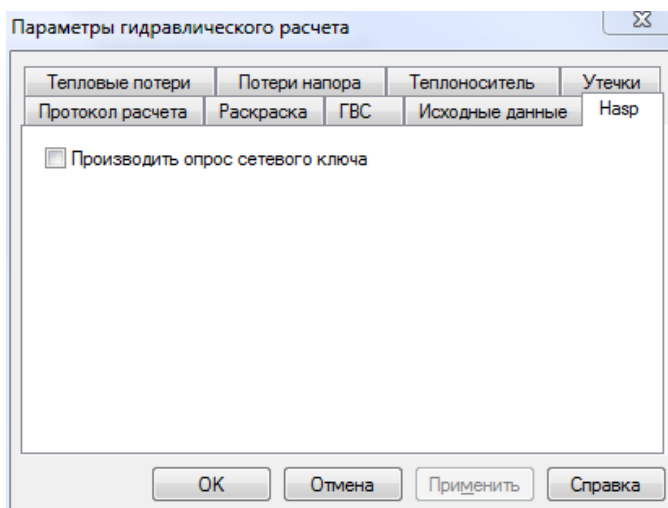 Параметры гидравлического расчета
Тепловые потери Потери напора Теплоноситель Утечки
Протокол расчета Раскраска ГВС Исходные данные Hasp
Производить опрос сетевого ключа
OK Отмена Применить Справка